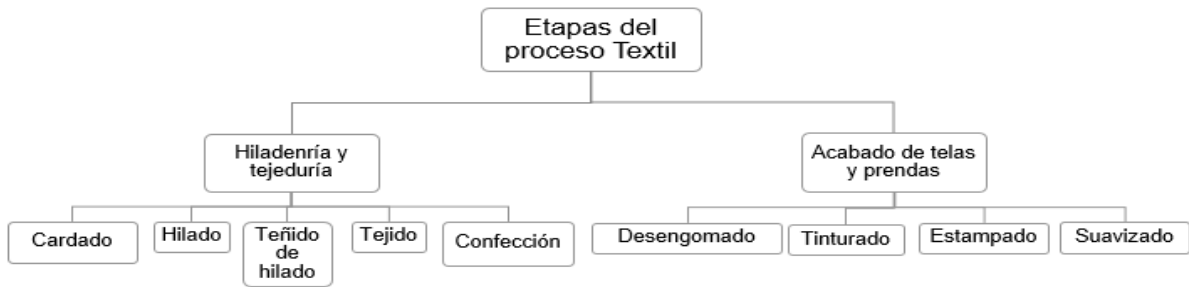 Etapas del
proceso Textil
Hiladenría y
tejeduría
Acabado de telas
y prendas
Cardado
Hilado
Teñido
de
hilado
Tejido
Confección
Desengomado
Tinturado
Estampado
Suavizado